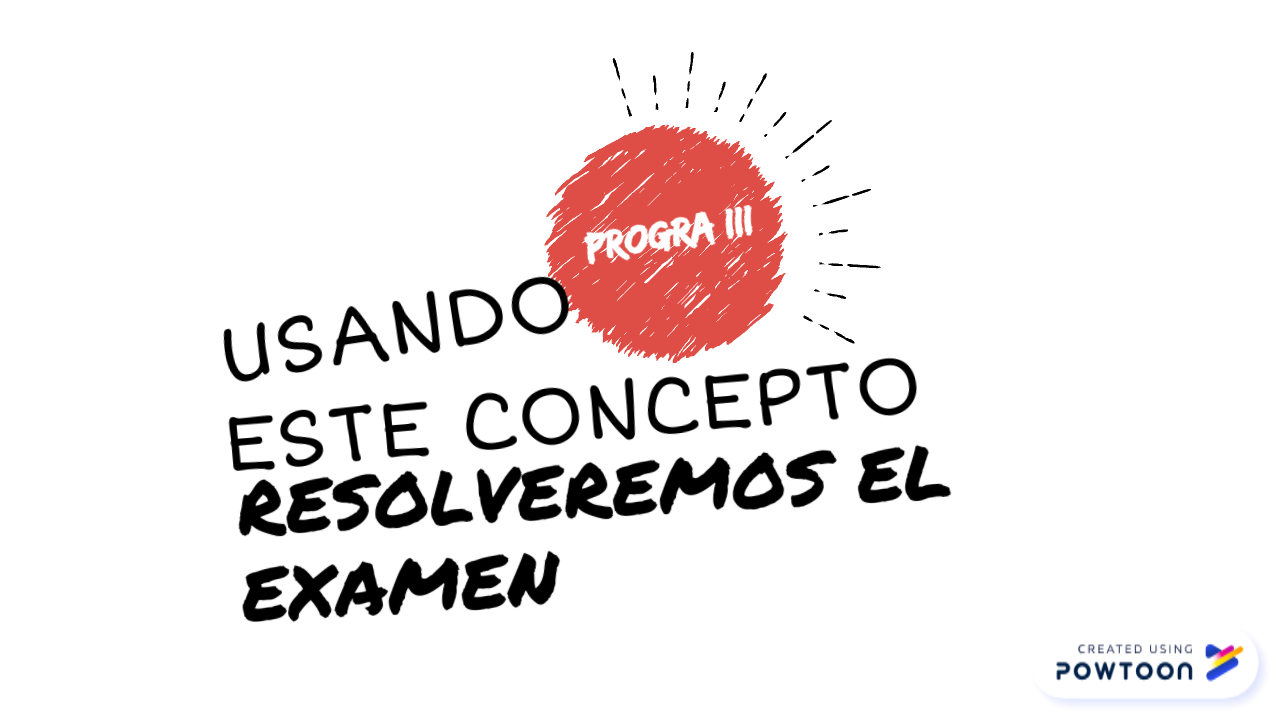 PROGRA III
USANDO
ESTE CONCEPTO
RESOLVEREMOS EL
EXAMEN
CREATED USING
POWTOON